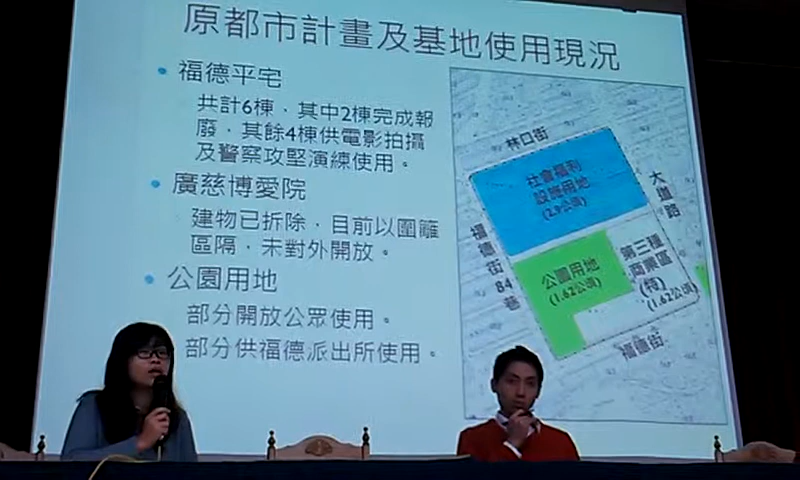 原都市計畫及基地使用現況
• 福德平宅
共計6棟，其中2棟完成報
廢，其餘4棟供電影拍攝
及警察攻堅演練使用。
• 廣慈博愛院
建物已拆除，目前以圍籬
區隔，未對外開放。
• 公園用地
部分開放公眾使用。
部分供福德派出所使用。
林口街
社會福利
設施用地
(2.9公頃)
大道路
福德街84巷
公園用地
(1.62公頃)
第三種
商業區
(特)
(1.62公頃)
福德街